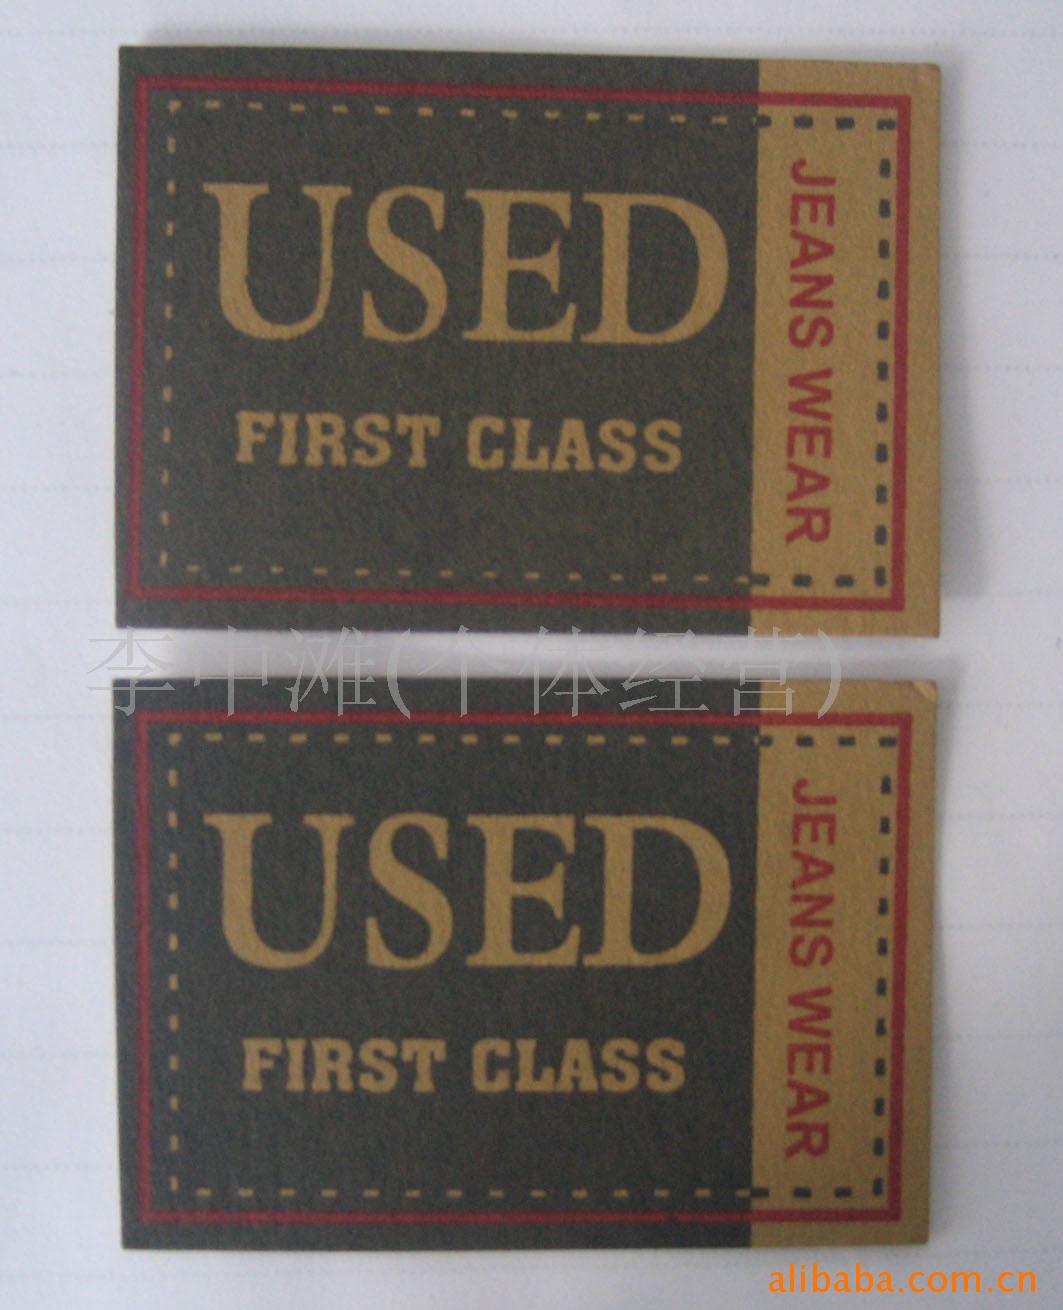 USED
FIRST CLASS
JEANS WEAR
李中滩(个体经营)
USED
FIRST CLASS
JEANS WEAR
alibaba.com.cn